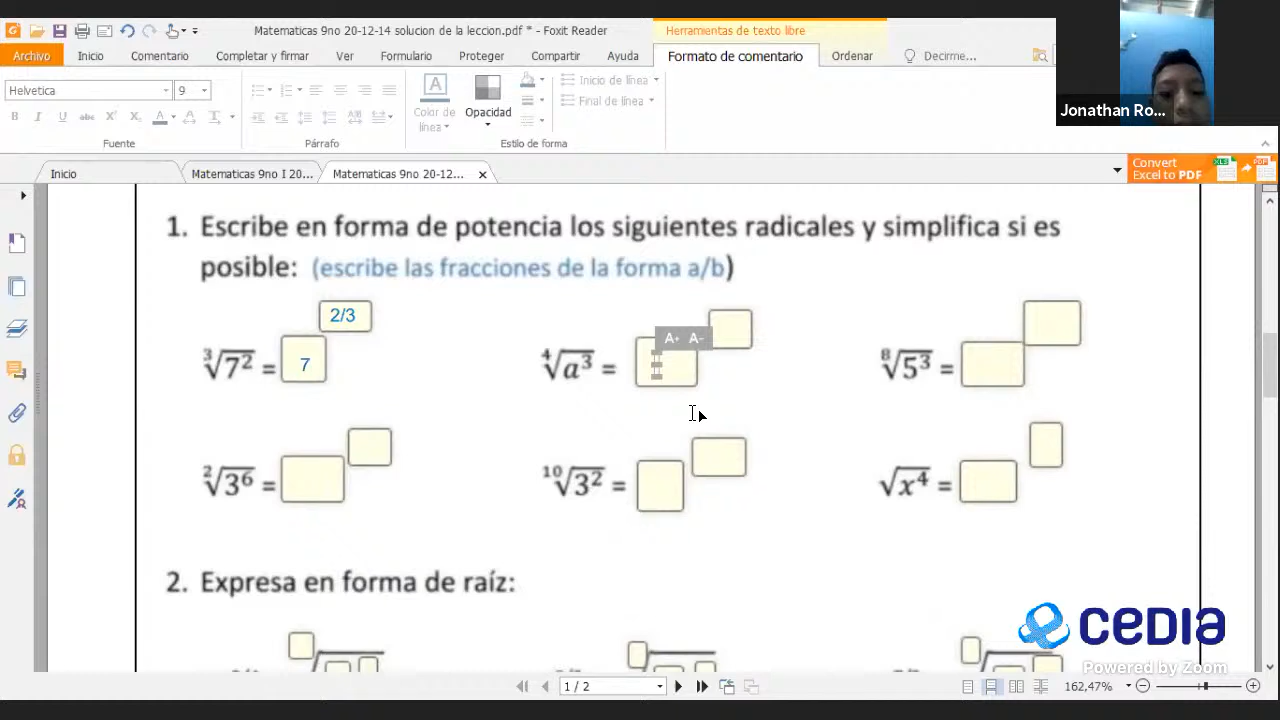 Matematicas 9no 20-12-14 solucion de la leccion.pdf * - Foxit Reader
Herramientas de texto libre
Archivo Inicio Comentario Completar y firmar Ver Formulario Proteger Compartir Ayuda Formato de comentario Ordenar Decirme...
Jonathan Ro...
Helvetica 9
Color de línea
Opacidad
Inicio de línea
Final de línea
Fuente Párrafo Estilo de forma
Inicio Matematicas 9no I 20... Matematicas 9no 20-12...
Convert
Excel to PDF
1. Escribe en forma de potencia los siguientes radicales y simplifica si es
posible: (escribe las fracciones de la forma a/b)
2/3
∛7² = 7
A+ A-
∜a³ =
⁸√5³ =
²√3⁶ =
¹⁰√3² =
√x⁴ =
2. Expresa en forma de raíz:
CEDIA
Powered by Zoom
1 / 2
162,47%